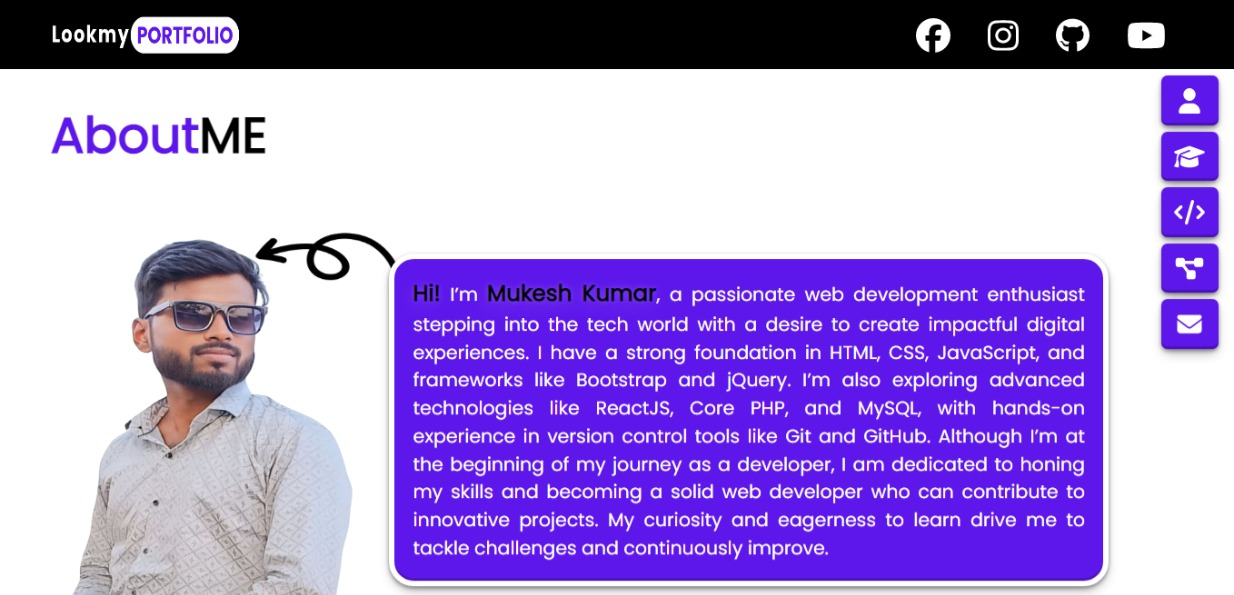 Lookmy PORTFOLIO
AboutME
Hi! I'm Mukesh Kumar, a passionate web development enthusiast
stepping into the tech world with a desire to create impactful digital
experiences. I have a strong foundation in HTML, CSS, JavaScript, and
frameworks like Bootstrap and jQuery. I'm also exploring advanced
technologies like ReactJS, Core PHP, and MySQL, with hands-on
experience in version control tools like Git and GitHub. Although I'm at
the beginning of my journey as a developer, I am dedicated to honing
my skills and becoming a solid web developer who can contribute to
innovative projects. My curiosity and eagerness to learn drive me to
tackle challenges and continuously improve.